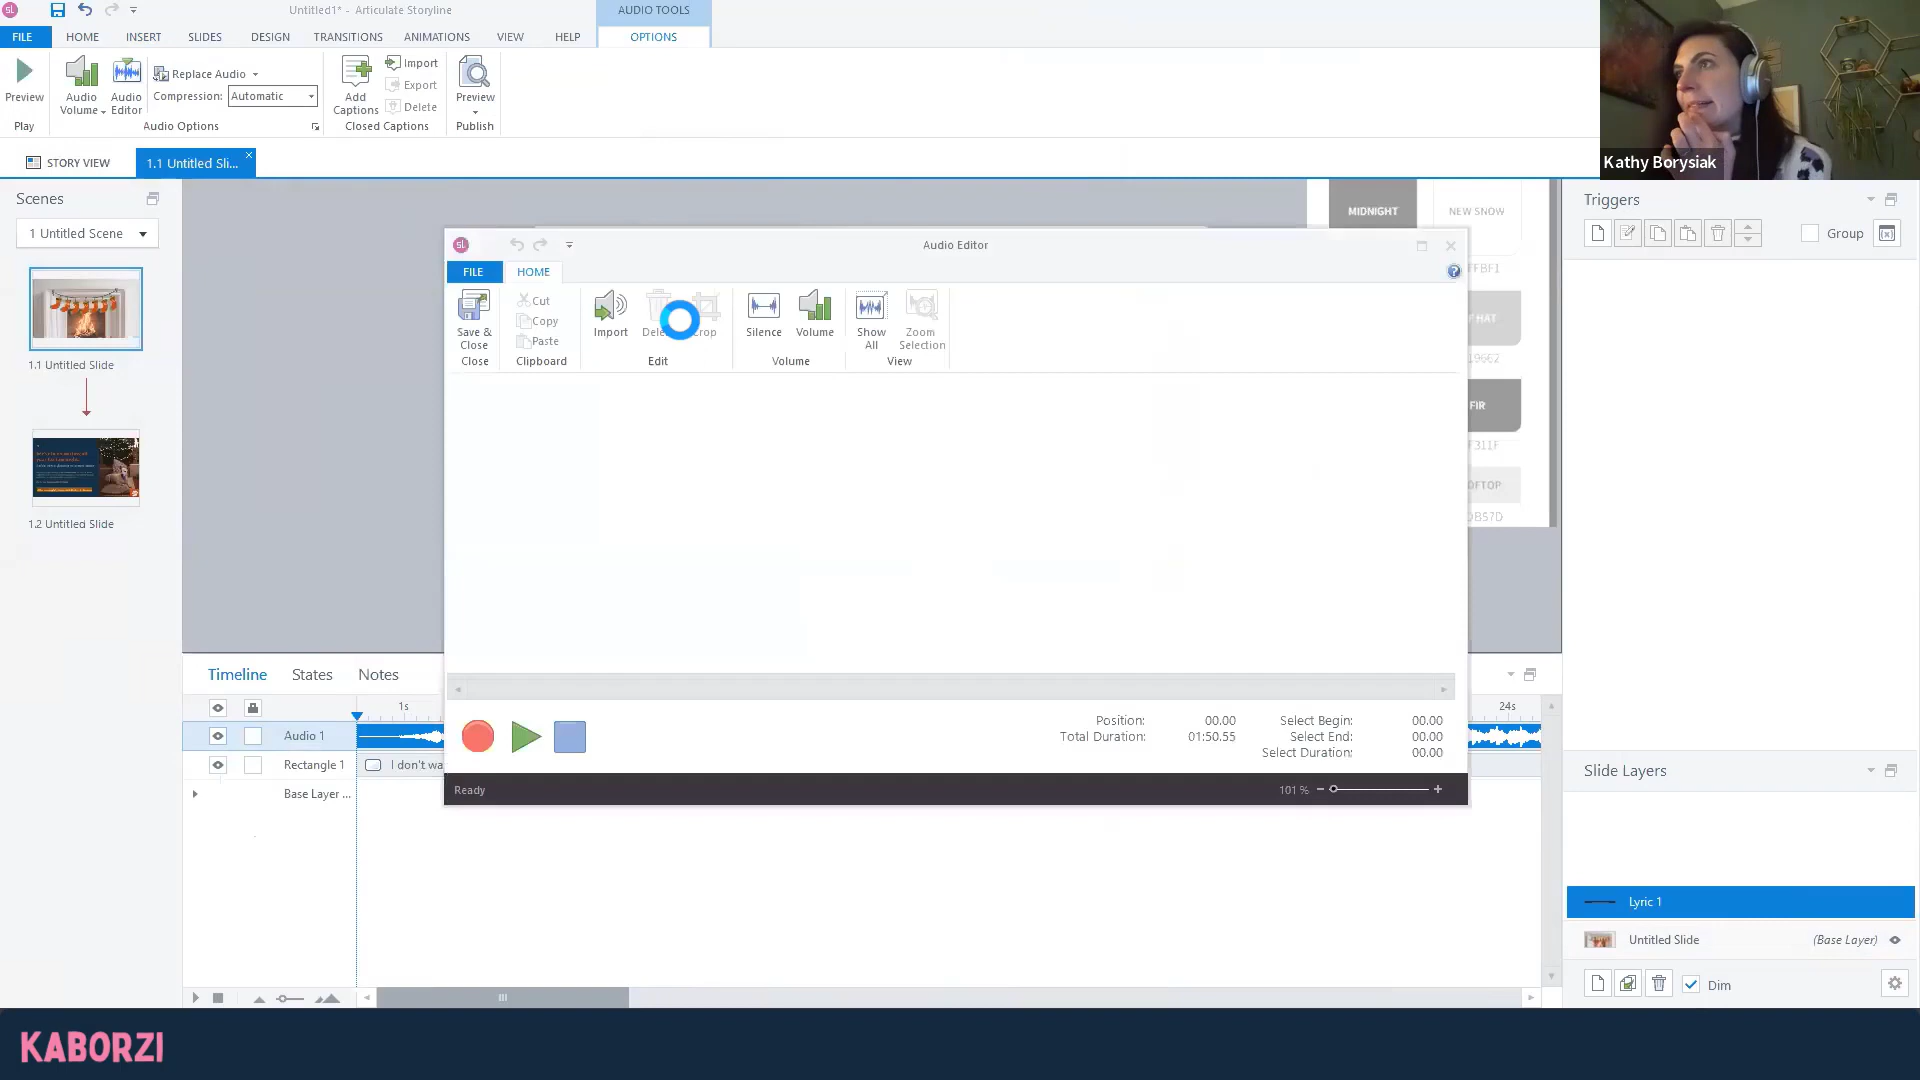 Untitled1* - Articulate Storyline
AUDIO TOOLS
FILE
HOME
INSERT
SLIDES
DESIGN
TRANSITIONS
ANIMATIONS
VIEW
HELP
OPTIONS
Preview
Play
Audio
Volume
Audio
Editor
Replace Audio
Compression:
Automatic
Audio Options
Add
Captions
Import
Export
Delete
Closed Captions
Preview
Publish
Kathy Borysiak
STORY VIEW
1.1 Untitled Sli...
Scenes
1 Untitled Scene
1.1 Untitled Slide
1.2 Untitled Slide
MIDNIGHT
NEW SNOW
FFBF1
HAT
FIR
F311F
OFTOP
DB57D
Audio Editor
FILE
HOME
Save &
Close
Close
Cut
Copy
Paste
Clipboard
Import
Edit
Silence
Volume
Volume
Show
All
Zoom
Selection
View
Position:
00.00
Total Duration:
01:50.55
Select Begin:
00.00
Select End:
00.00
Select Duration:
00.00
Ready
101 %
Triggers
Group
Timeline
States
Notes
1s
24s
Audio 1
Rectangle 1
I don't wa
Base Layer ...
Slide Layers
Lyric 1
Untitled Slide
(Base Layer)
Dim
KABORZI